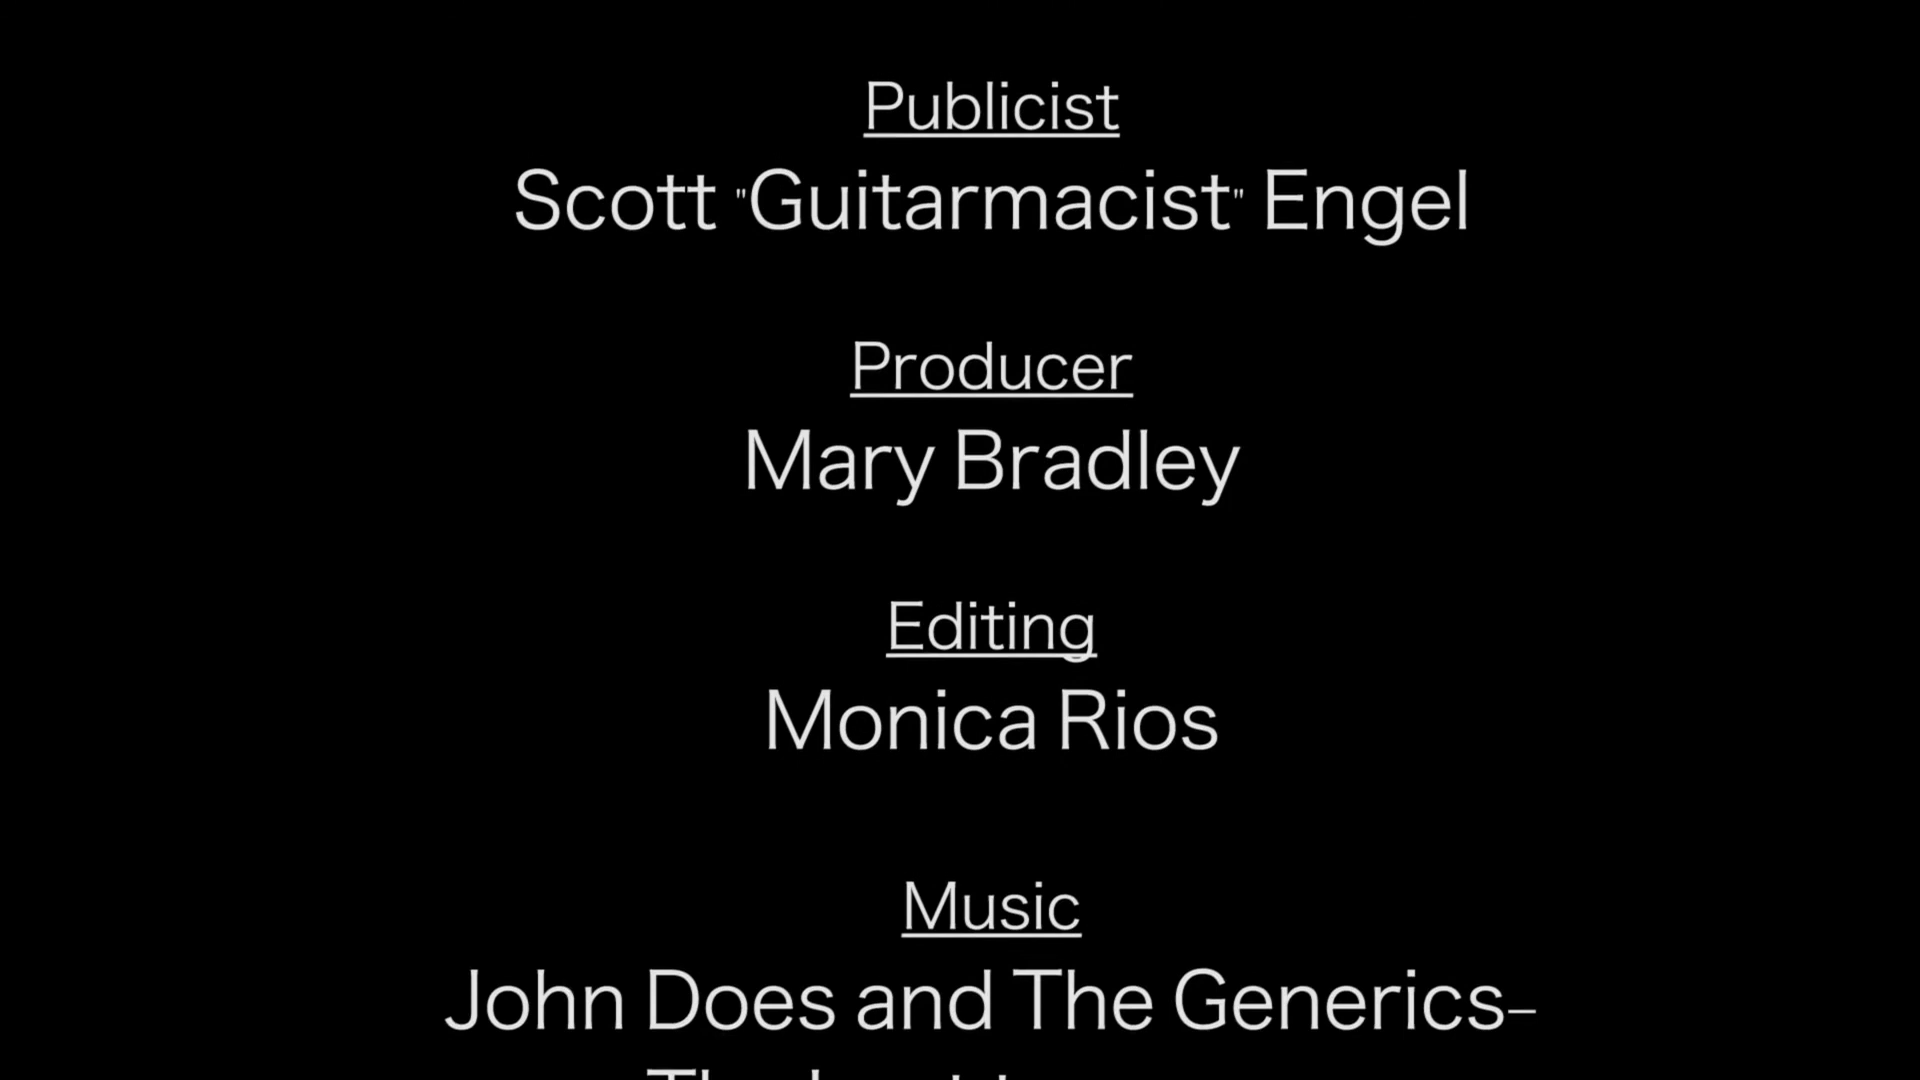 Publicist
Scott "Guitarmacist" Engel
Producer
Mary Bradley
Editing
Monica Rios
Music
John Does and The Generics–